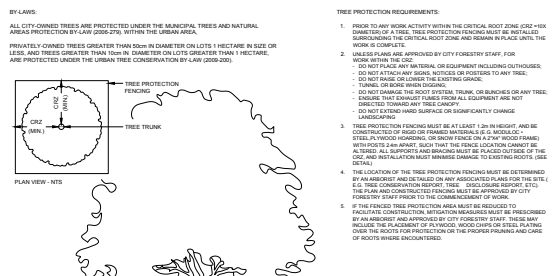 BY-LAWS:
ALL CITY-OWNED TREES ARE PROTECTED UNDER THE MUNICIPAL TREES AND NATURAL
AREAS PROTECTION BY-LAW (2006-279). WITHIN THE URBAN AREA,
PRIVATELY-OWNED TREES GREATER THAN 50cm IN DIAMETER ON LOTS 1 HECTARE IN SIZE OR
LESS, AND TREES GREATER THAN 10cm IN DIAMETER ON LOTS GREATER THAN 1 HECTARE,
ARE PROTECTED UNDER THE URBAN TREE CONSERVATION BY-LAW (2009-200).
TREE PROTECTION
FENCING
CRZ
(MIN.)
CRZ
(MIN.)
TREE TRUNK
PLAN VIEW - NTS
TREE PROTECTION REQUIREMENTS:
1. PRIOR TO ANY WORK ACTIVITY WITHIN THE CRITICAL ROOT ZONE (CRZ =10X
DIAMETER) OF A TREE, TREE PROTECTION FENCING MUST BE INSTALLED
SURROUNDING THE CRITICAL ROOT ZONE AND REMAIN IN PLACE UNTIL THE
WORK IS COMPLETE.
2. UNLESS PLANS ARE APPROVED BY CITY FORESTRY STAFF, FOR
WORK WITHIN THE CRZ:
- DO NOT PLACE ANY MATERIAL OR EQUIPMENT INCLUDING OUTHOUSES;
- DO NOT ATTACH ANY SIGNS, NOTICES OR POSTERS TO ANY TREE;
- DO NOT RAISE OR LOWER THE EXISTING GRADE;
- TUNNEL OR BORE WHEN DIGGING;
- DO NOT DAMAGE THE ROOT SYSTEM, TRUNK, OR BUNCHES OR ANY TREE;
- ENSURE THAT EXHAUST FUMES FROM ALL EQUIPMENT ARE NOT
DIRECTED TOWARD ANY TREE CANOPY.
- DO NOT EXTEND HARD SURFACE OR SIGNIFICANTLY CHANGE
LANDSCAPING
3. TREE PROTECTION FENCING MUST BE AT LEAST 1.2m IN HEIGHT, AND BE
CONSTRUCTED OF RIGID OR FRAMED MATERIALS (E.G. MODULOC •
STEEL,PLYWOOD HOARDING, OR SNOW FENCE ON A 2"X4" WOOD FRAME)
WITH POSTS 2.4m APART, SUCH THAT THE FENCE LOCATION CANNOT BE
ALTERED. ALL SUPPORTS AND BRACING MUST BE PLACED OUTSIDE OF THE
CRZ, AND INSTALLATION MUST MINIMISE DAMAGE TO EXISTING ROOTS. (SEE
DETAIL)
4. THE LOCATION OF THE TREE PROTECTION FENCING MUST BE DETERMINED
BY AN ARBORIST AND DETAILED ON ANY ASSOCIATED PLANS FOR THE SITE (
E.G. TREE CONSERVATION REPORT, TREE DISCLOSURE REPORT, ETC).
THE PLAN AND CONSTRUCTED FENCING MUST BE APPROVED BY CITY
FORESTRY STAFF PRIOR TO THE COMMENCEMENT OF WORK.
5. IF THE FENCED TREE PROTECTION AREA MUST BE REDUCED TO
FACILITATE CONSTRUCTION, MITIGATION MEASURES MUST BE PRESCRIBED
BY AN ARBORIST AND APPROVED BY CITY FORESTRY STAFF. THESE MAY
INCLUDE THE PLACEMENT OF PLYWOOD, WOOD CHIPS OR STEEL PLATING
OVER THE ROOTS FOR PROTECTION OR THE PROPER PRUNING AND CARE
OF ROOTS WHERE ENCOUNTERED.